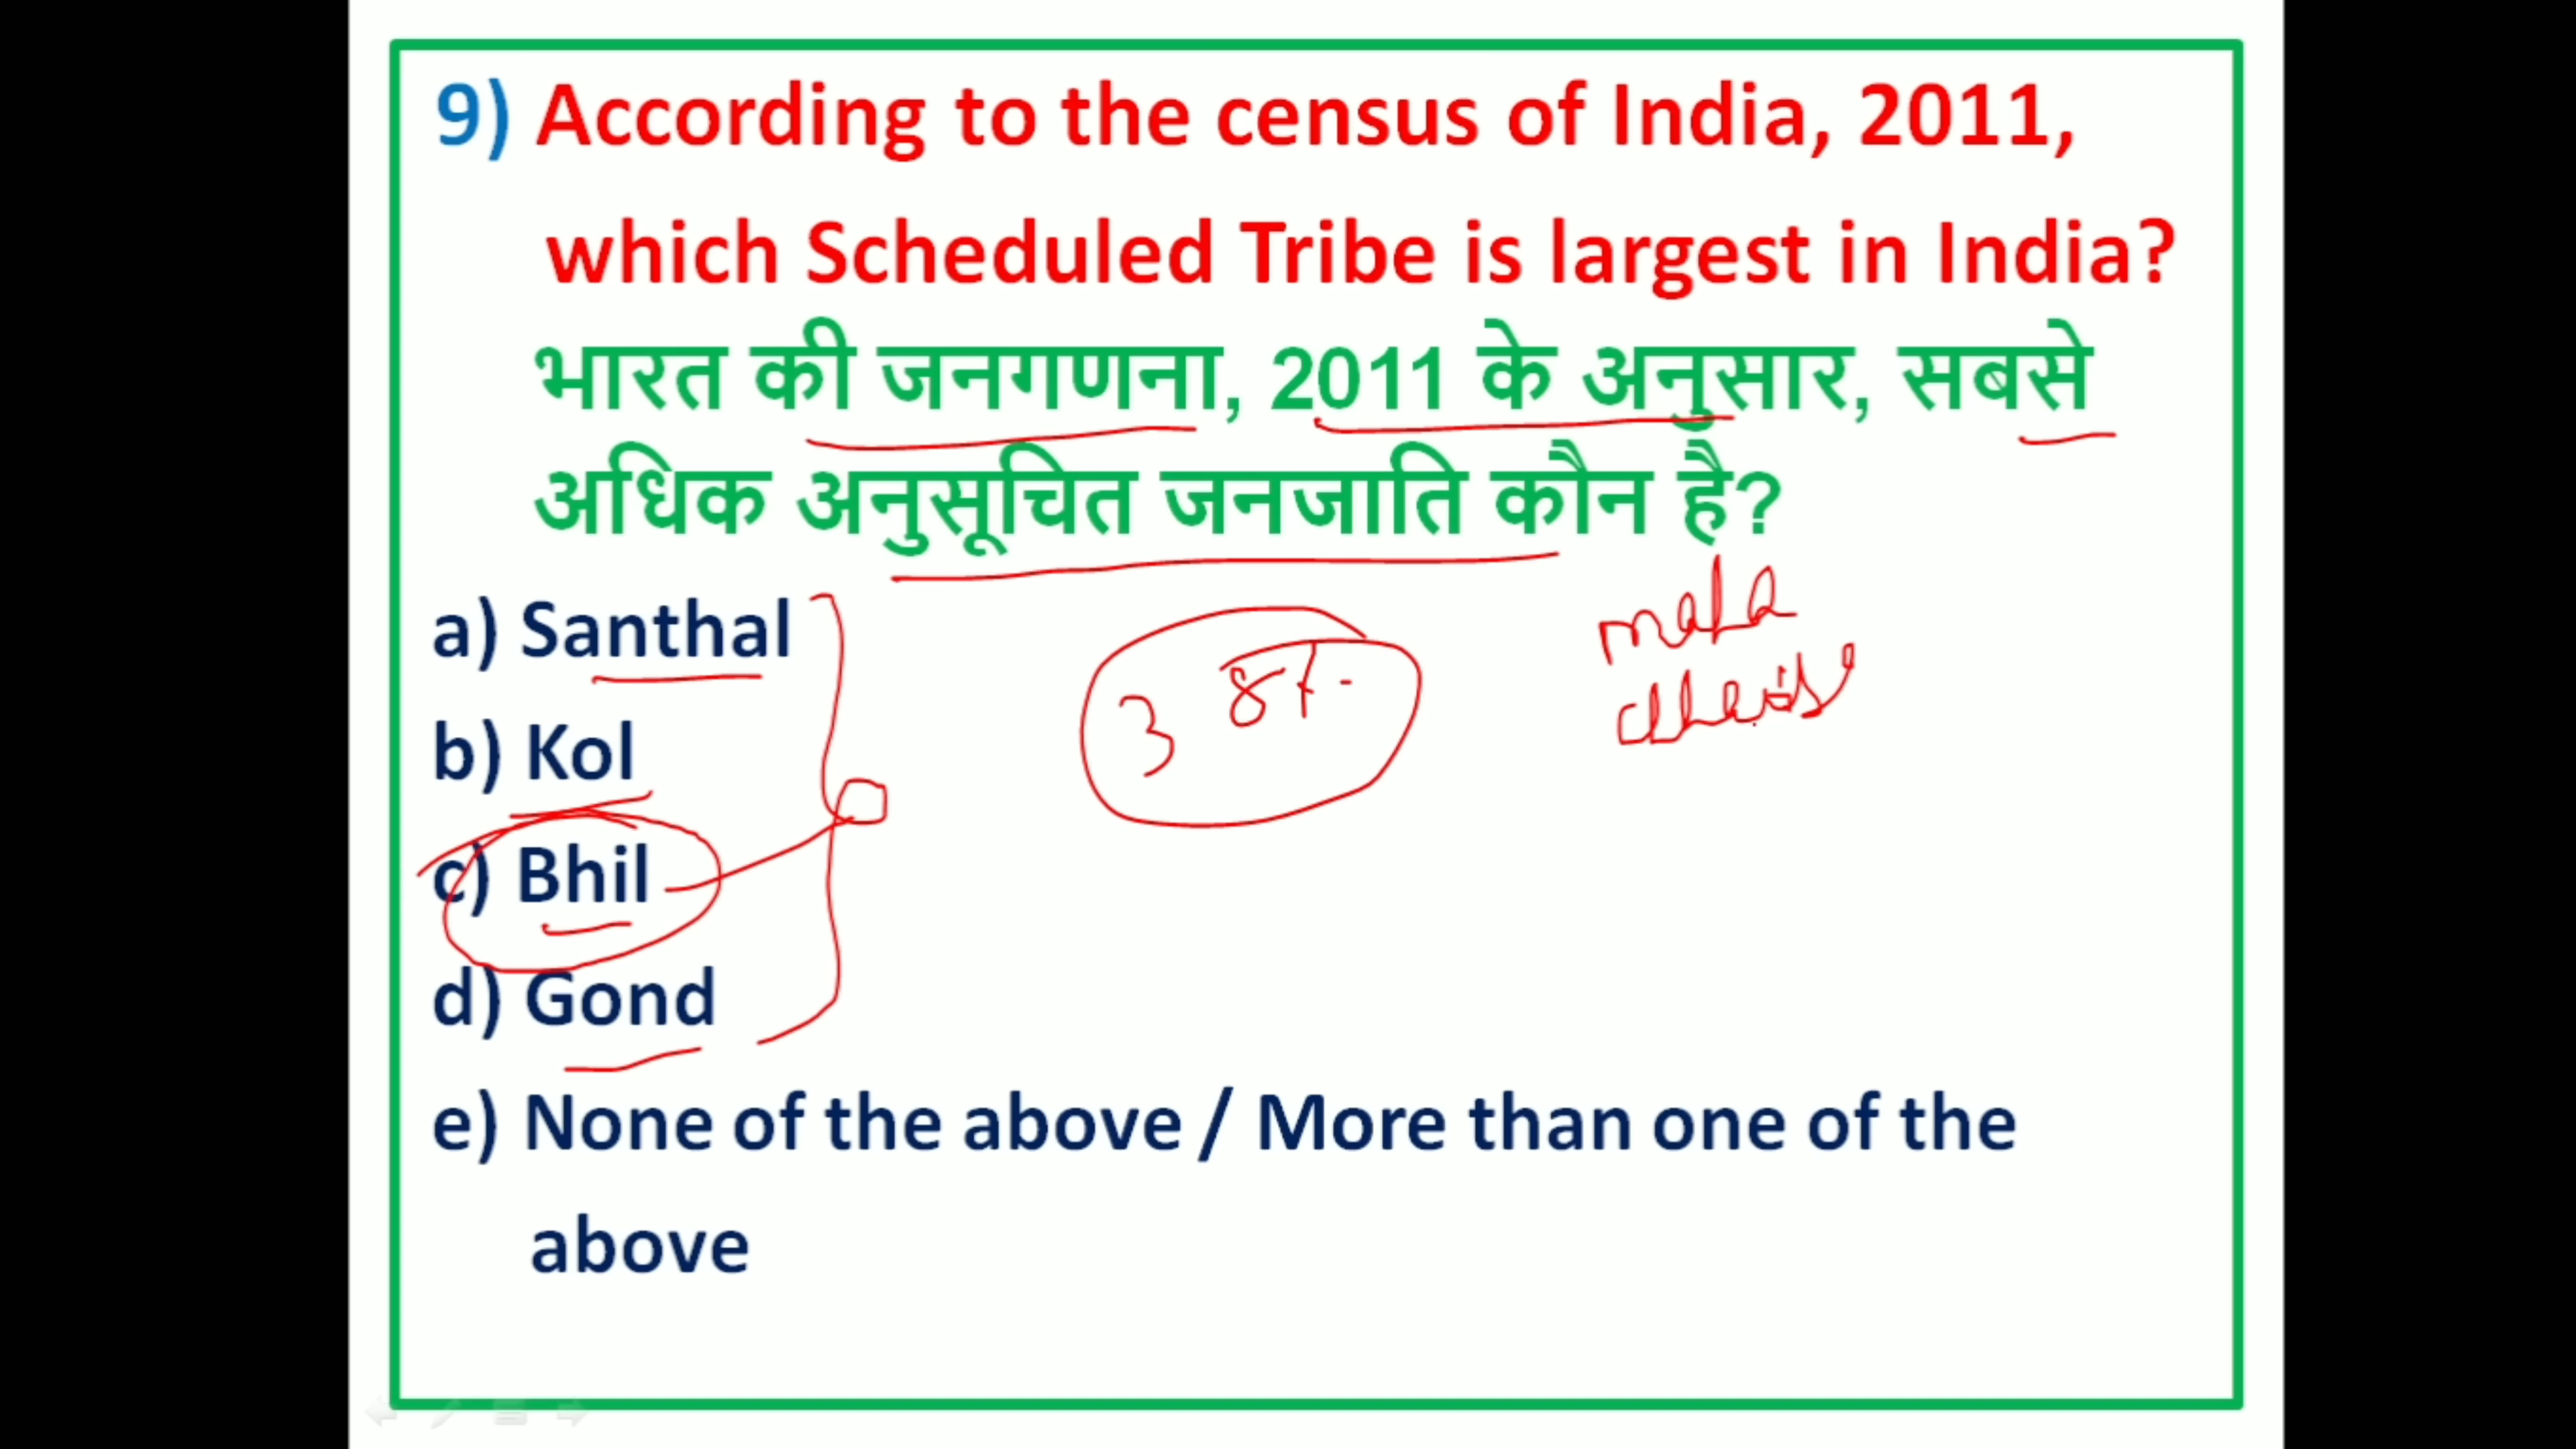 9) According to the census of India, 2011,
which Scheduled Tribe is largest in India?
भारत की जनगणना, 2011 के अनुसार, सबसे
अधिक अनुसूचित जनजाति कौन है?
a) Santhal
b) Kol
c) Bhil
d) Gond
e) None of the above / More than one of the
above